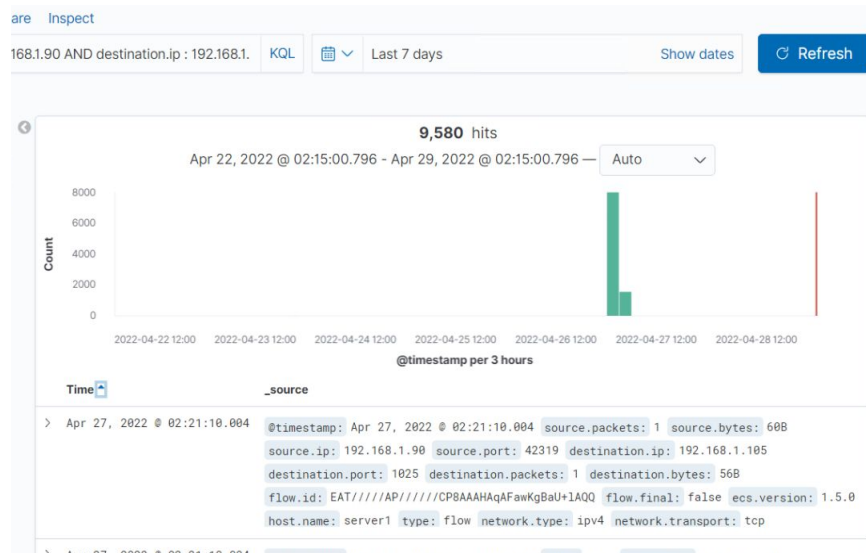 are Inspect
168.1.90 AND destination.ip : 192.168.1. KQL Last 7 days Show dates Refresh
9,580 hits
Apr 22, 2022 @ 02:15:00.796 - Apr 29, 2022 @ 02:15:00.796 — Auto
8000
6000
4000
2000
0
Count
2022-04-22 12:00 2022-04-23 12:00 2022-04-24 12:00 2022-04-25 12:00 2022-04-26 12:00 2022-04-27 12:00 2022-04-28 12:00
@timestamp per 3 hours
Time _source
Apr 27, 2022 @ 02:21:10.004 @timestamp: Apr 27, 2022 @ 02:21:10.004 source.packets: 1 source.bytes: 60B
source.ip: 192.168.1.90 source.port: 42319 destination.ip: 192.168.1.105
destination.port: 1025 destination.packets: 1 destination.bytes: 56B
flow.id: EAT/////AP//////CP8AAAHAqAFawKgBaU+lAQQ flow.final: false ecs.version: 1.5.0
host.name: server1 type: flow network.type: ipv4 network.transport: tcp